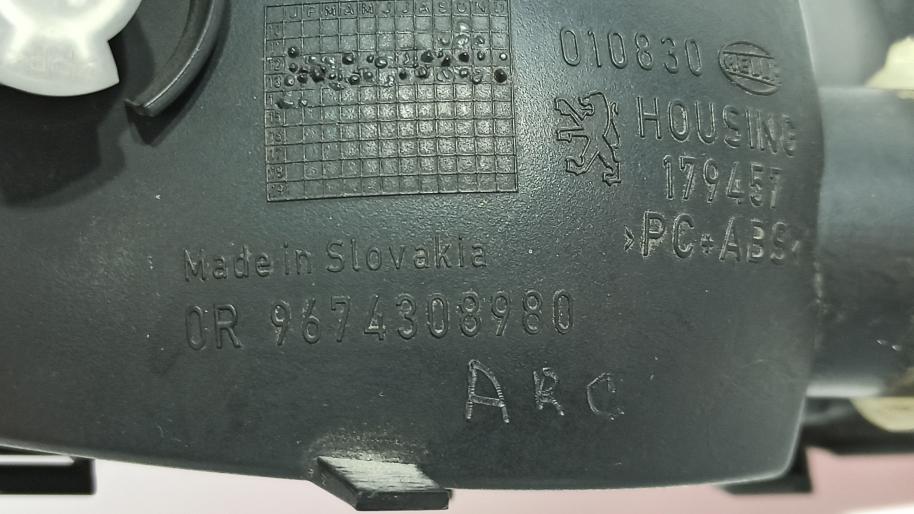 J F M A M J J A S O N D
010830 HELLA
HOUSING
179457
>PC+ABS<
Made in Slovakia
0R 9674308980
ARC